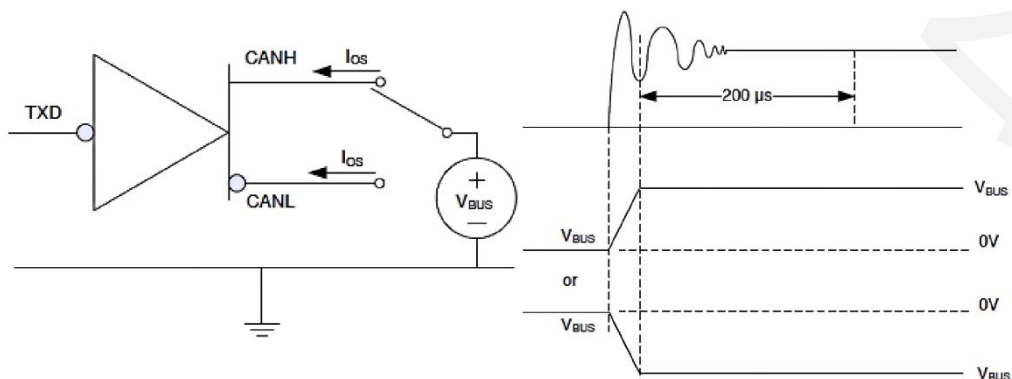 CANH
IOS
TXD
IOS
CANL
+
VBUS
—
200 µs
VBUS
VBUS
0V
or
0V
VBUS
VBUS